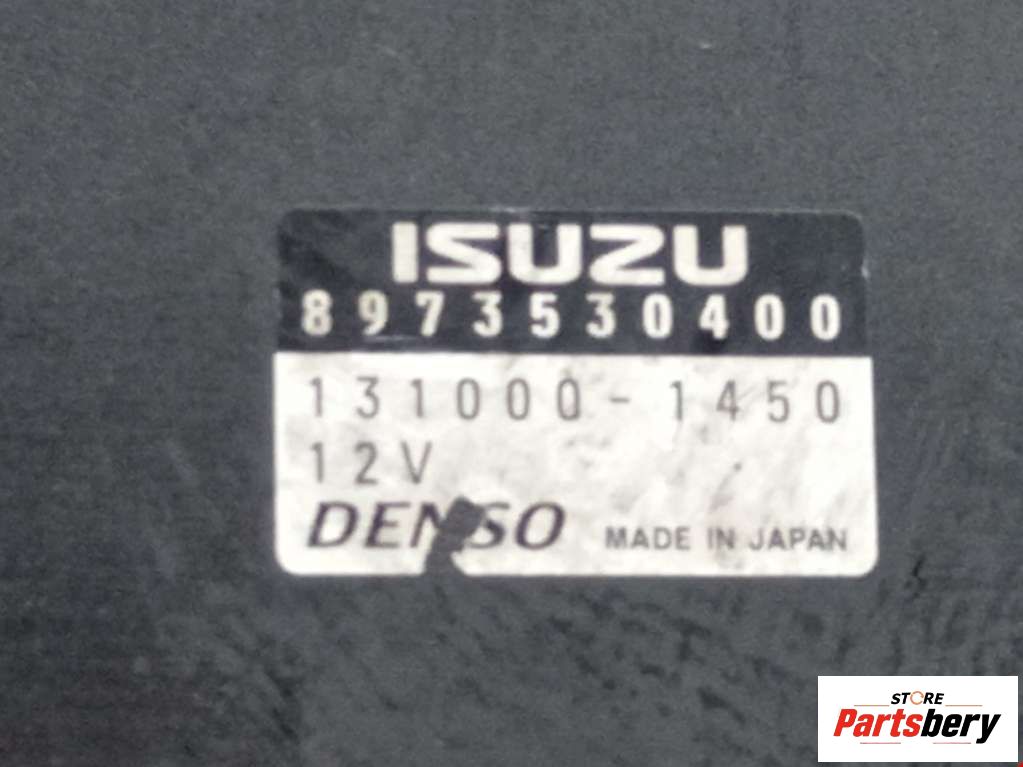 ISUZU
8973530400
131000-1450
12V
DENSO MADE IN JAPAN
STORE
Partsbery